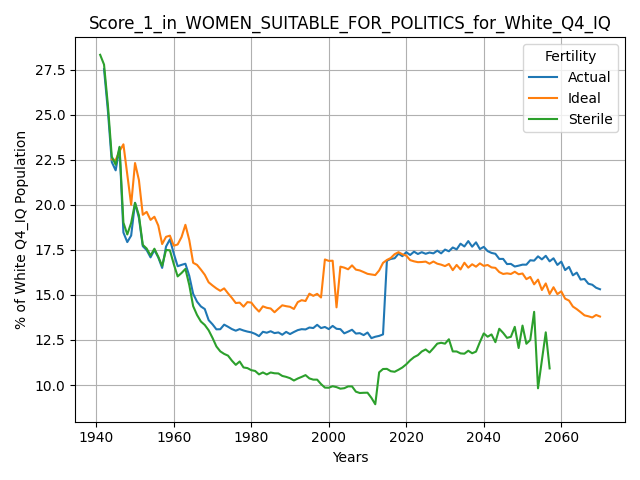 Score_1_in_WOMEN_SUITABLE_FOR_POLITICS_for_White_Q4_IQ
Fertility
Actual
Ideal
Sterile
% of White Q4_IQ Population
27.5
25.0
22.5
20.0
17.5
15.0
12.5
10.0
1940
1960
1980
2000
2020
2040
2060
Years